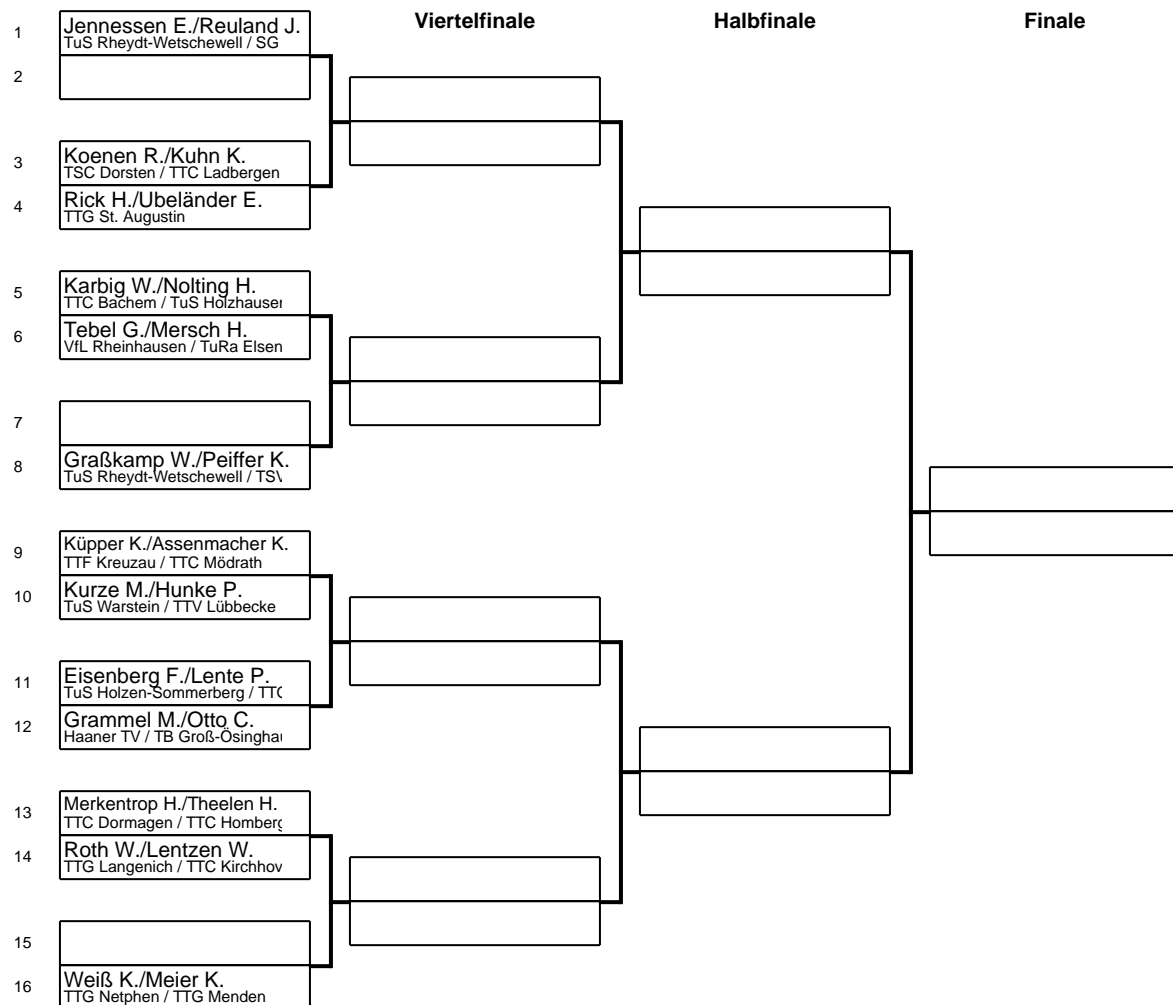 Viertelfinale Halbfinale Finale
1 Jennessen E./Reuland J.
TuS Rheydt-Wetschewell / SG
2
3 Koenen R./Kuhn K.
TSC Dorsten / TTC Ladbergen
4 Rick H./Ubeländer E.
TTG St. Augustin
5 Karbig W./Nolting H.
TTC Bachem / TuS Holzhausen
6 Tebel G./Mersch H.
VfL Rheinhausen / TuRa Elsen
7
8 Graßkamp W./Peiffer K.
TuS Rheydt-Wetschewell / TSV
9 Küpper K./Assenmacher K.
TTF Kreuzau / TTC Mödrath
10 Kurze M./Hunke P.
TuS Warstein / TTV Lübbecke
11 Eisenberg F./Lente P.
TuS Holzen-Sommerberg / TTC
12 Grammel M./Otto C.
Haaner TV / TB Groß-Ösinghau
13 Merkentrop H./Theelen H.
TTC Dormagen / TTC Homberg
14 Roth W./Lentzen W.
TTG Langenich / TTC Kirchhov
15
16 Weiß K./Meier K.
TTG Netphen / TTG Menden